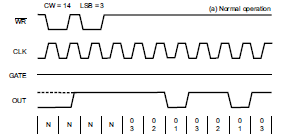 CW = 14 LSB = 3 (a) Normal operation
WR
CLK
GATE
OUT
N N N N 0 0 0 0 0 0 0
3 2 1 3 2 1 3